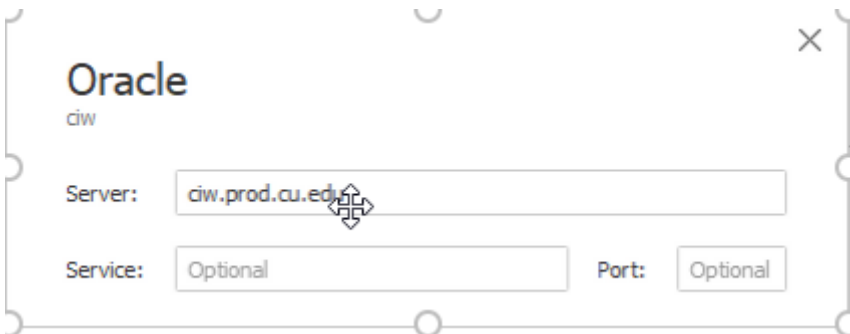 Oracle
ciw
Server: ciw.prod.cu.edu
Service: Optional Port: Optional